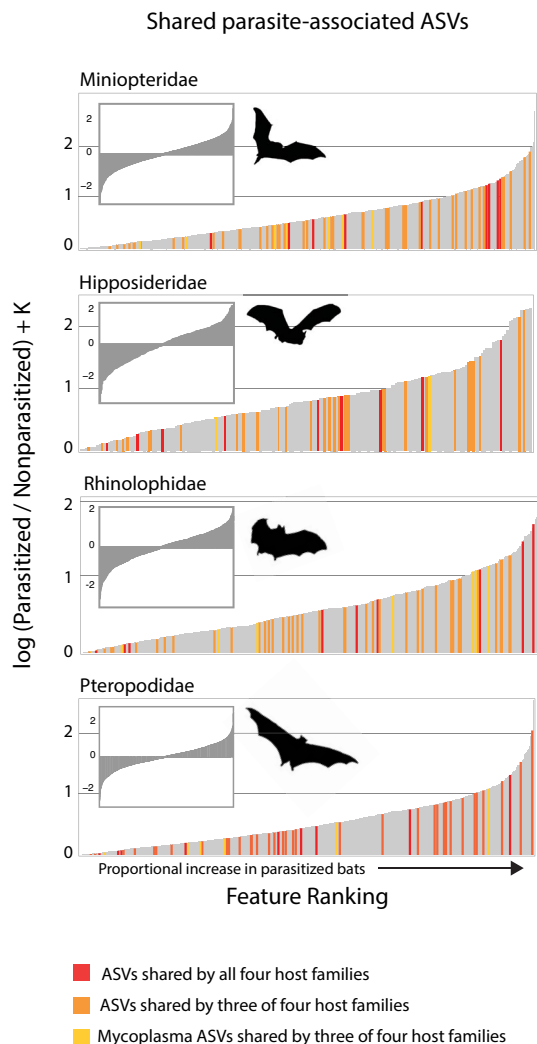 Shared parasite-associated ASVs
Miniopteridae
2
0
−2
2
1
0
Hipposideridae
2
0
−2
2
1
0
Rhinolophidae
2
0
−2
2
1
0
Pteropodidae
2
0
−2
2
1
0
log (Parasitized / Nonparasitized) + K
Proportional increase in parasitized bats
Feature Ranking
ASVs shared by all four host families
ASVs shared by three of four host families
Mycoplasma ASVs shared by three of four host families